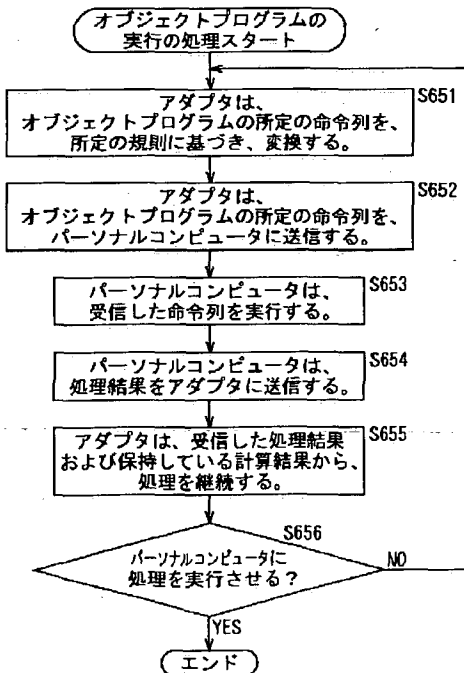 オブジェクトプログラムの
実行の処理スタート
S651
アダプタは、
オブジェクトプログラムの所定の命令列を、
所定の規則に基づき、変換する。
S652
アダプタは、
オブジェクトプログラムの所定の命令列を、
パーソナルコンピュータに送信する。
S653
パーソナルコンピュータは、
受信した命令列を実行する。
S654
パーソナルコンピュータは、
処理結果をアダプタに送信する。
S655
アダプタは、受信した処理結果
および保持している計算結果から、
処理を継続する。
S656
パーソナルコンピュータに
処理を実行させる?
NO
YES
エンド